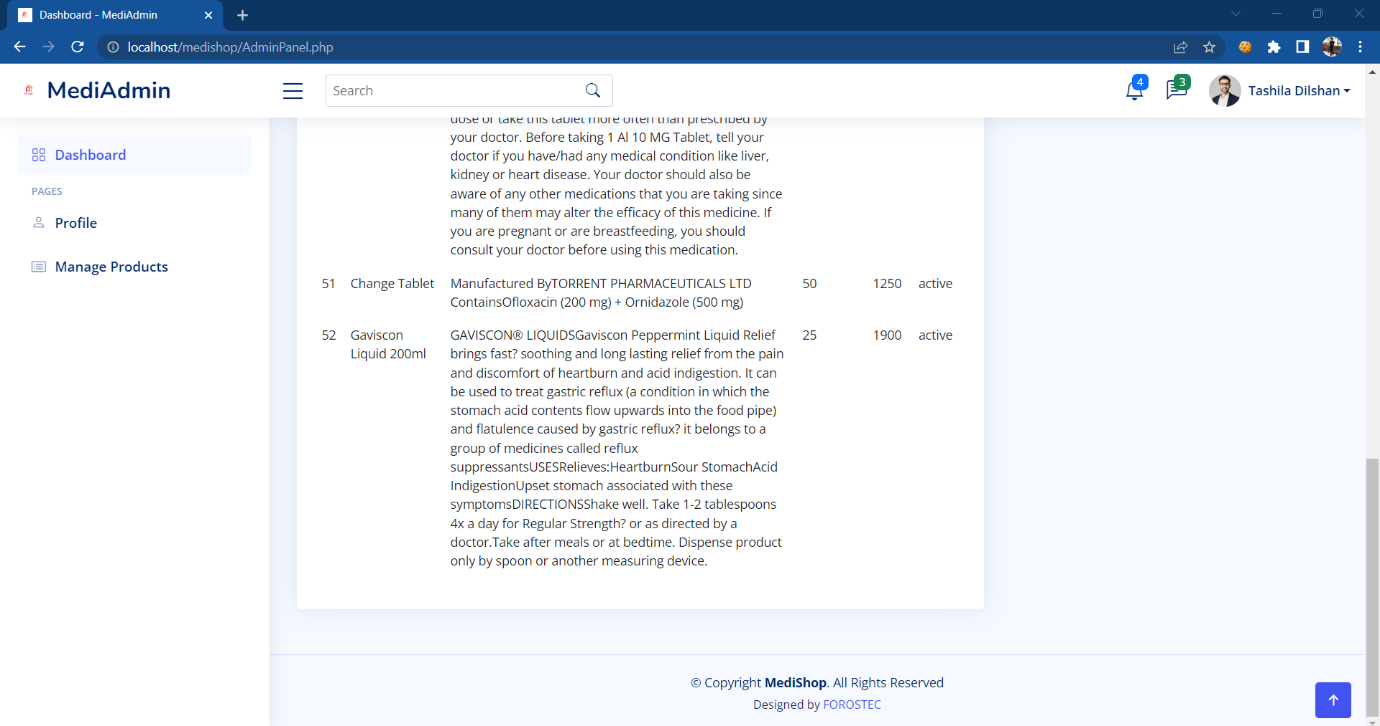 Dashboard - MediAdmin
localhost/medishop/AdminPanel.php
MediAdmin
Search
4
3
Tashila Dilshan
Dashboard
PAGES
Profile
Manage Products
dose or take this tablet more often than prescribed by
your doctor. Before taking 1 Al 10 MG Tablet, tell your
doctor if you have/had any medical condition like liver,
kidney or heart disease. Your doctor should also be
aware of any other medications that you are taking since
many of them may alter the efficacy of this medicine. If
you are pregnant or are breastfeeding, you should
consult your doctor before using this medication.
51 Change Tablet Manufactured ByTORRENT PHARMACEUTICALS LTD 50 1250 active
ContainsOfloxacin (200 mg) + Ornidazole (500 mg)
52 Gaviscon GAVISCON® LIQUIDSGaviscon Peppermint Liquid Relief 25 1900 active
Liquid 200ml brings fast? soothing and long lasting relief from the pain
and discomfort of heartburn and acid indigestion. It can
be used to treat gastric reflux (a condition in which the
stomach acid contents flow upwards into the food pipe)
and flatulence caused by gastric reflux? it belongs to a
group of medicines called reflux
suppressantsUSESRelieves:HeartburnSour StomachAcid
IndigestionUpset stomach associated with these
symptomsDIRECTIONSShake well. Take 1-2 tablespoons
4x a day for Regular Strength? or as directed by a
doctor.Take after meals or at bedtime. Dispense product
only by spoon or another measuring device.
© Copyright MediShop. All Rights Reserved
Designed by FOROSTEC